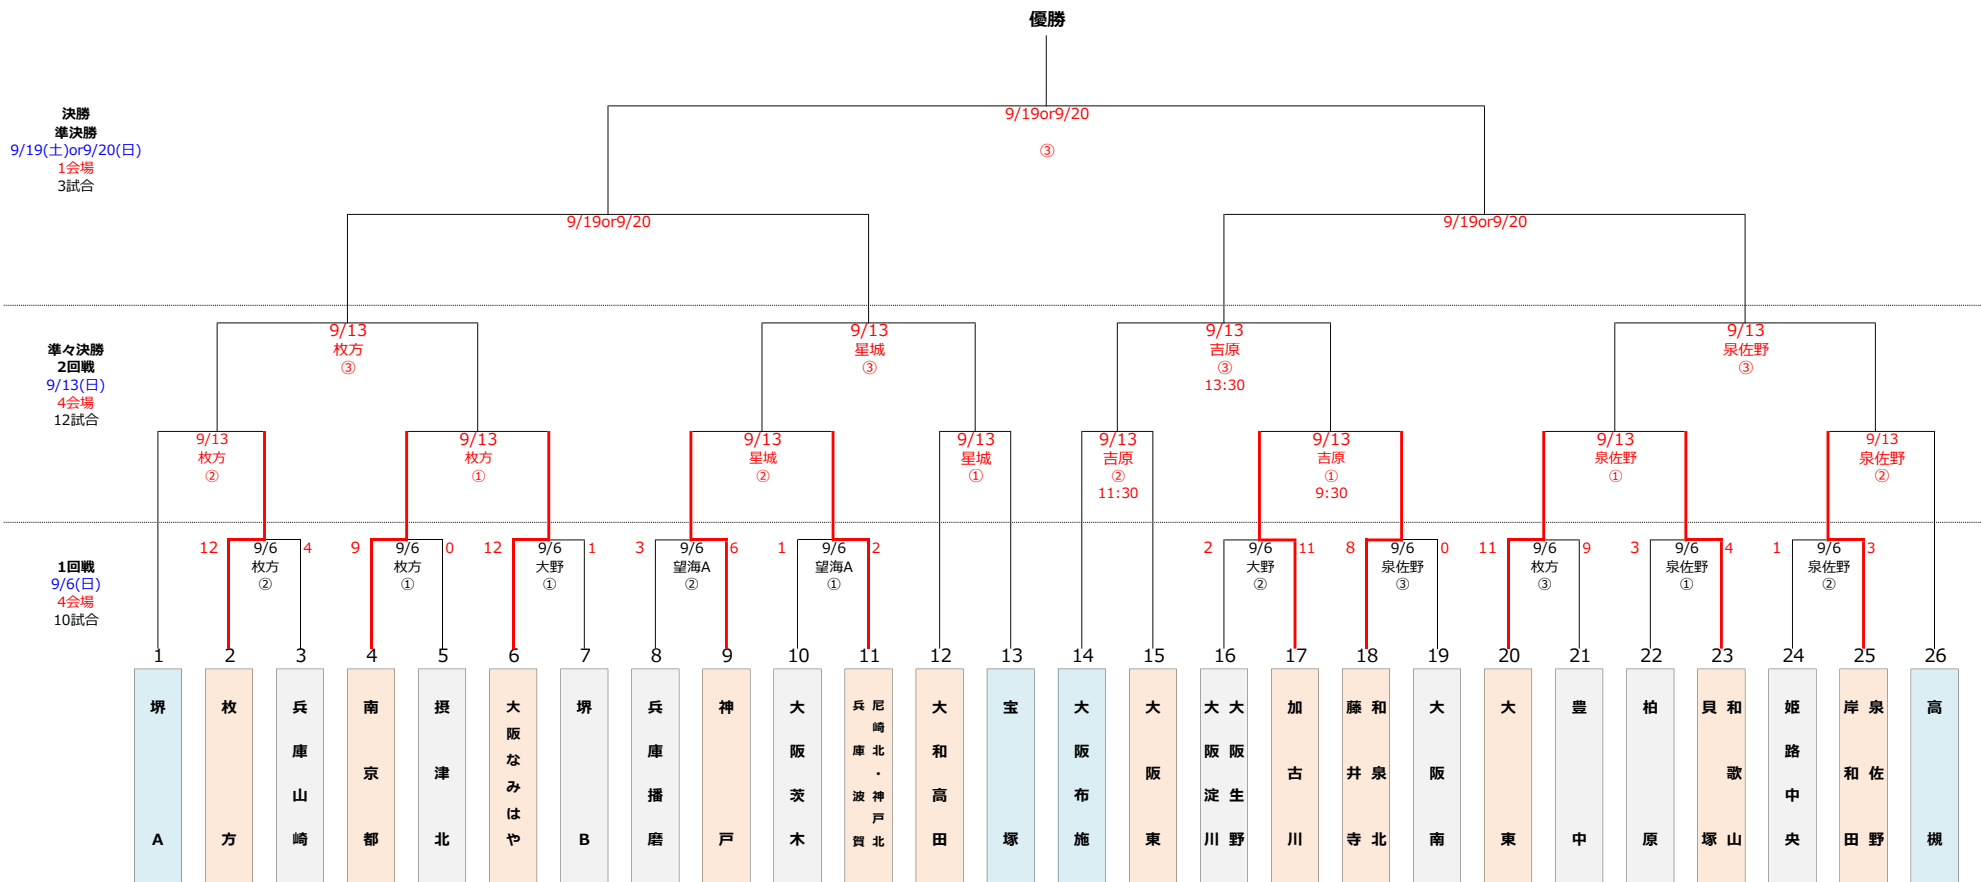 優勝
決勝
準決勝
9/19(土)or9/20(日)
1会場
3試合
9/19or9/20
③
9/19or9/20
9/19or9/20
準々決勝
2回戦
9/13(日)
4会場
12試合
9/13
枚方
③
9/13
星城
③
9/13
吉原
③
13:30
9/13
泉佐野
③
9/13
枚方
②
9/13
枚方
①
9/13
星城
②
9/13
星城
①
9/13
吉原
②
11:30
9/13
吉原
①
9:30
9/13
泉佐野
①
9/13
泉佐野
②
1回戦
9/6(日)
4会場
10試合
12 9/6 4
枚方
②
9 9/6 0
枚方
①
12 9/6 1
大野
①
3 9/6 6
望海A
②
1 9/6 2
望海A
①
2 9/6 11
大野
②
8 9/6 0
泉佐野
③
11 9/6 9
枚方
③
3 9/6 4
泉佐野
①
1 9/6 3
泉佐野
②
1 2 3 4 5 6 7 8 9 10 11 12 13 14 15 16 17 18 19 20 21 22 23 24 25 26
堺A
枚方
兵庫山崎
南京都
摂津北
大阪なみはや
堺B
兵庫播磨
神戸
大阪茨木
尼崎北・神戸北
兵庫波賀
大和高田
宝塚
大阪布施
大阪東
大阪生野
大阪淀川
加古川
和泉北
藤井寺
大阪南
大東
豊中
柏原
和歌山
貝塚
姫路中央
泉佐野
岸和田
高槻